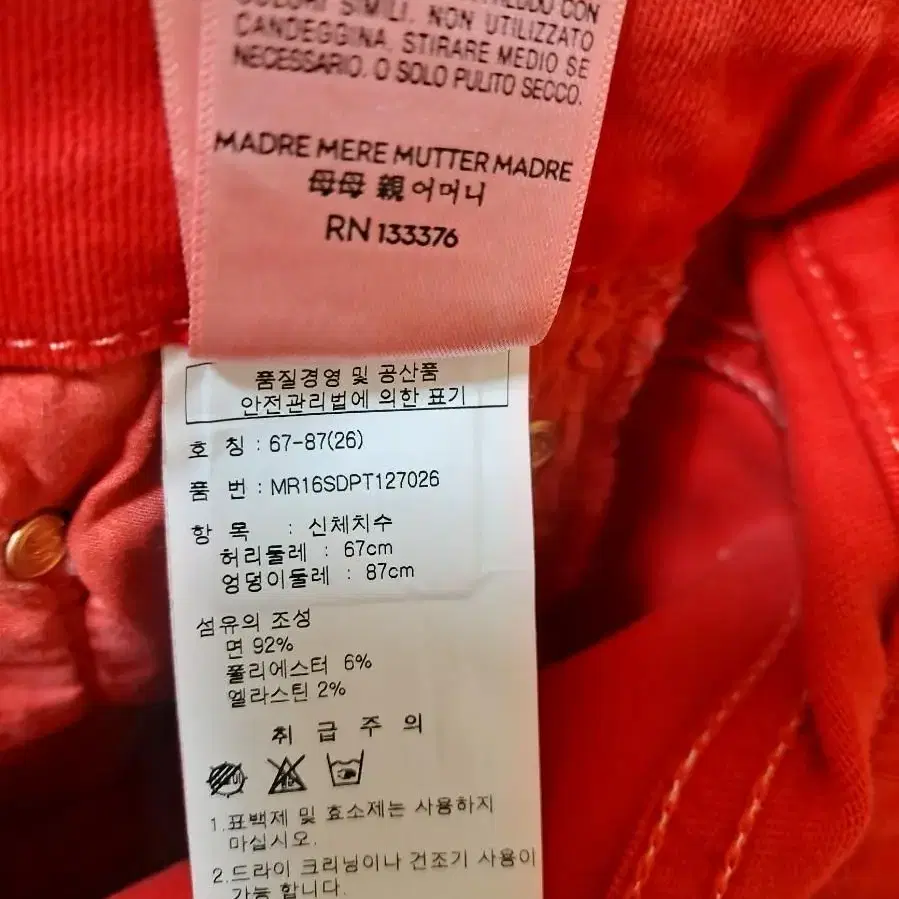 FREDDO CON
COLORI SIMILI. NON UTILIZZATO
CANDEGGINA, STIRARE MEDIO SE
NECESSARIO, O SOLO PULITO SECCO.
MADRE MERE MUTTER MADRE
母母 親 어머니
RN 133376
품질경영 및 공산품
안전관리법에 의한 표기
호 칭 : 67-87(26)
품 번 : MR16SDPT127026
항 목 : 신체치수
허리둘레 : 67cm
엉덩이둘레 : 87cm
섬유의 조성
면 92%
폴리에스터 6%
엘라스틴 2%
취 급 주 의
1.표백제 및 효소제는 사용하지
마십시오.
2.드라이 크리닝이나 건조기 사용이
가능 합니다.